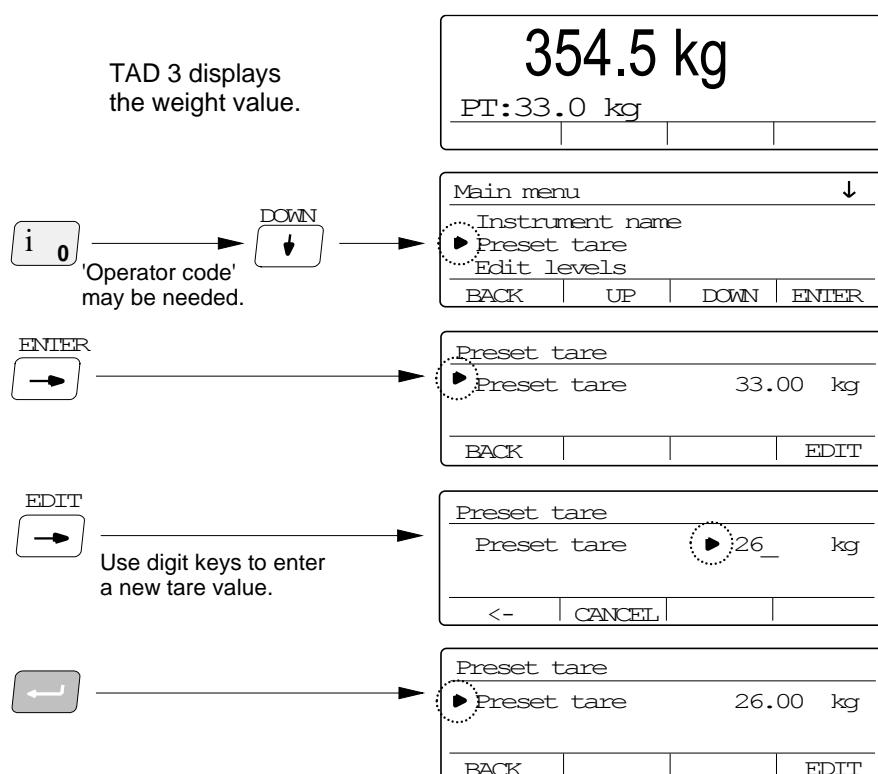 354.5 kg
TAD 3 displays
the weight value.
PT:33.0 kg
Main menu ↓
Instrument name
DOWN
i 0
Preset tare
'Operator code'
may be needed.
Edit levels
BACK UP DOWN ENTER
ENTER
Preset tare
Preset tare 33.00 kg
BACK EDIT
EDIT
Preset tare
Preset tare 26_ kg
Use digit keys to enter
a new tare value.
<- CANCEL
Preset tare
Preset tare 26.00 kg
BACK EDIT